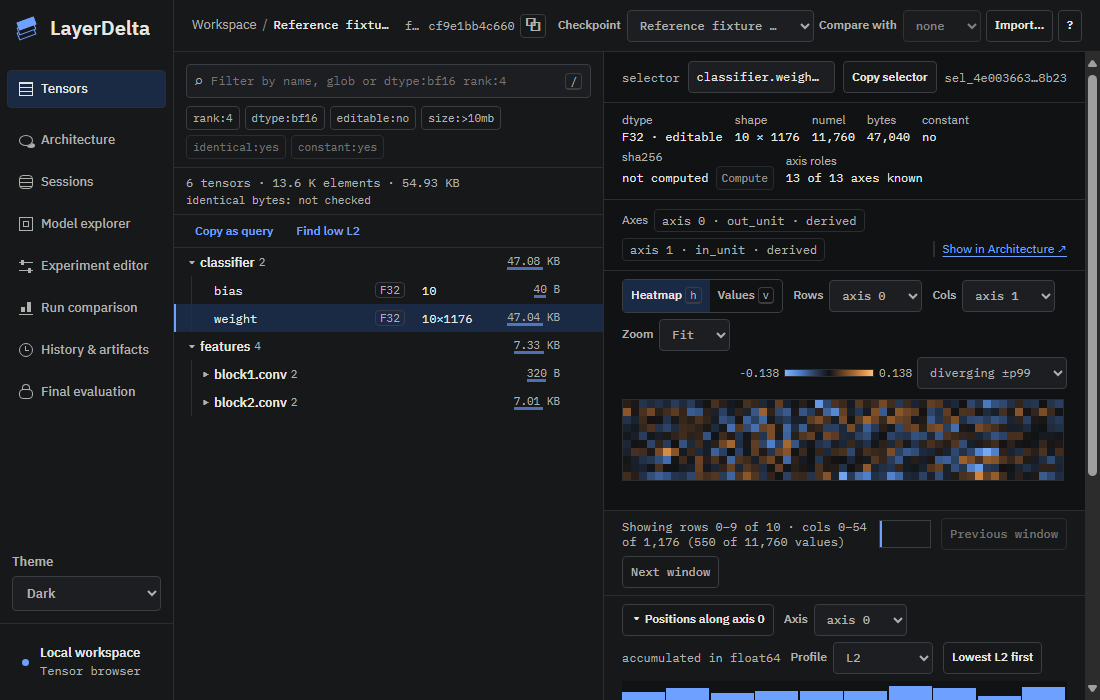 LayerDelta
Workspace / Reference fixtu… f… cf9e1bb4c660 Checkpoint Reference fixture … Compare with none Import… ?
Tensors
Architecture
Sessions
Model explorer
Experiment editor
Run comparison
History & artifacts
Final evaluation
Theme
Dark
Local workspace
Tensor browser
Filter by name, glob or dtype:bf16 rank:4 /
rank:4 dtype:bf16 editable:no size:>10mb
identical:yes constant:yes
6 tensors · 13.6 K elements · 54.93 KB
identical bytes: not checked
Copy as query Find low L2
classifier 2 47.08 KB
bias F32 10 40 B
weight F32 10×1176 47.04 KB
features 4 7.33 KB
block1.conv 2 320 B
block2.conv 2 7.01 KB
selector classifier.weigh… Copy selector sel_4e003663…8b23
dtype shape numel bytes constant
F32 · editable 10 × 1176 11,760 47,040 no
sha256 axis roles
not computed Compute 13 of 13 axes known
Axes axis 0 · out_unit · derived
axis 1 · in_unit · derived Show in Architecture ↗
Heatmap h Values v Rows axis 0 Cols axis 1
Zoom Fit
-0.138 0.138 diverging ±p99
Showing rows 0–9 of 10 · cols 0–54
of 1,176 (550 of 11,760 values) Previous window
Next window
Positions along axis 0 Axis axis 0
accumulated in float64 Profile L2 Lowest L2 first